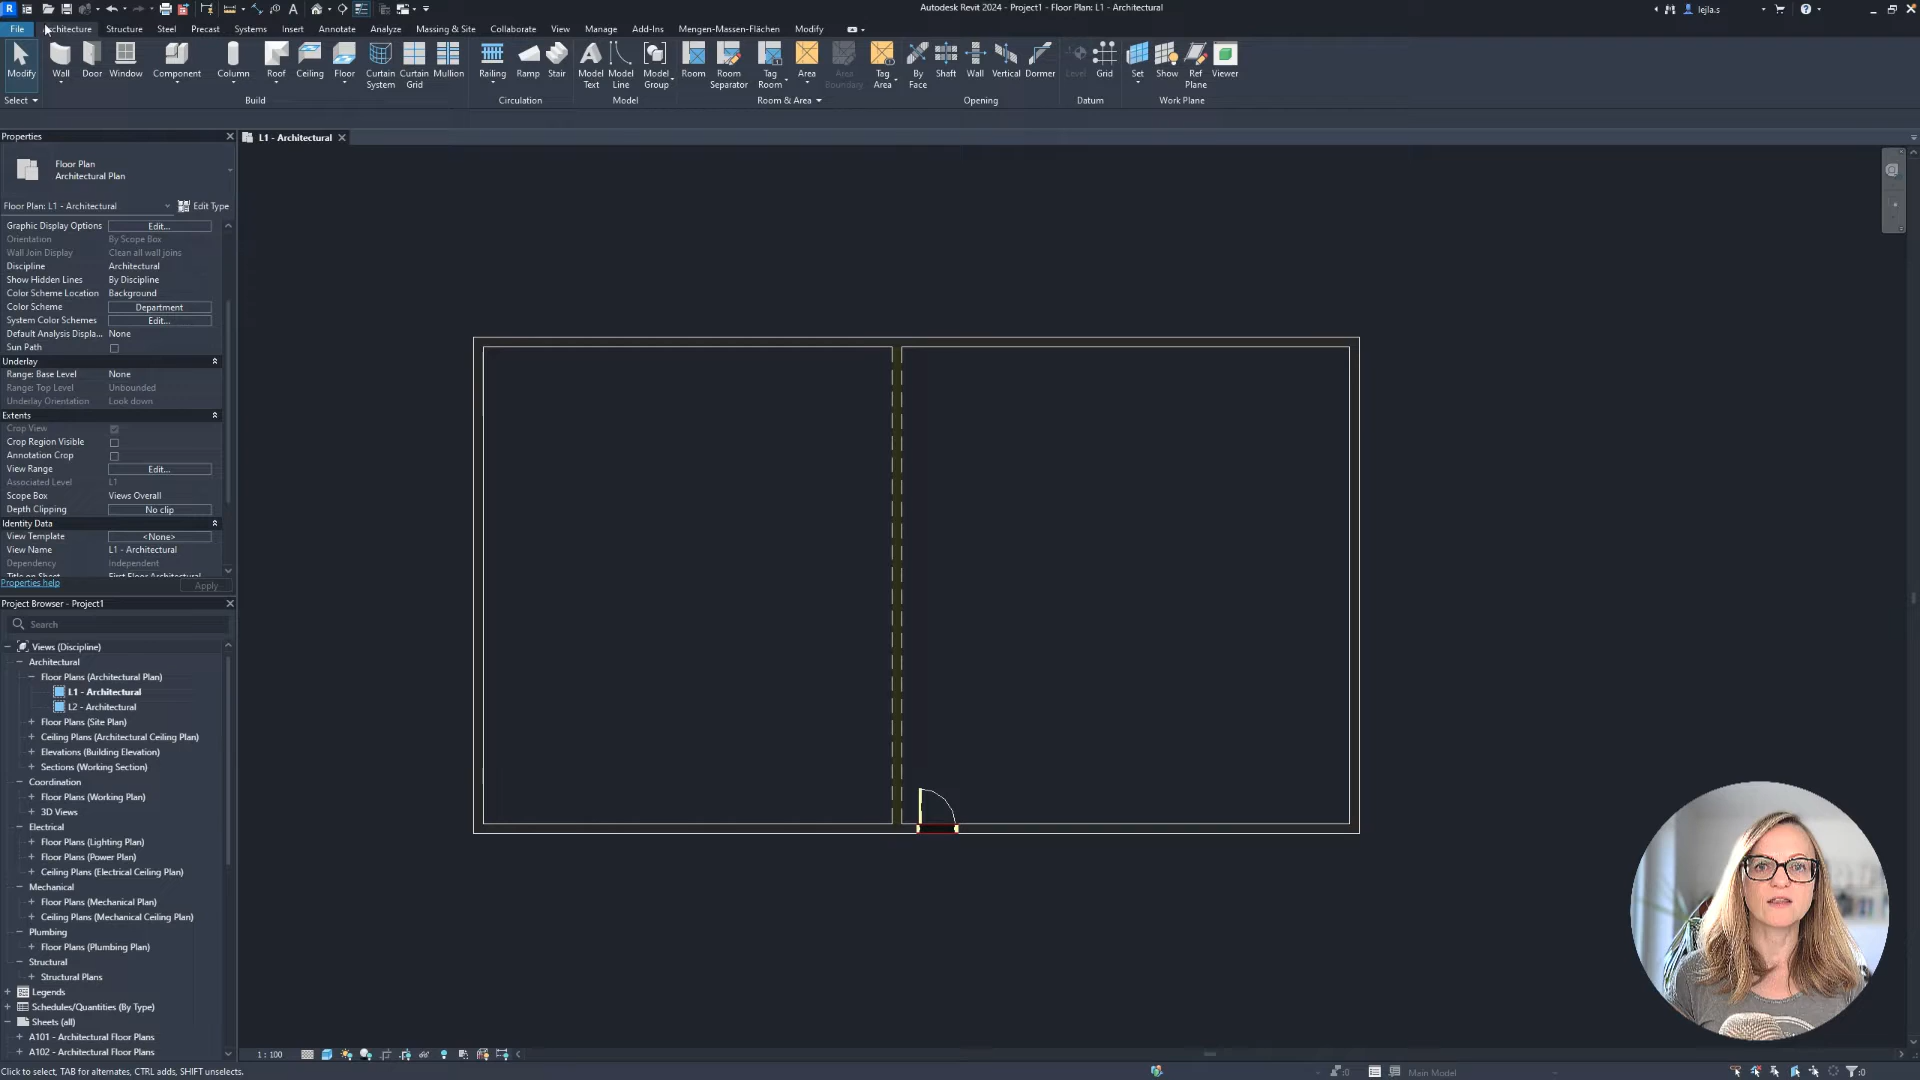 Autodesk Revit 2024 - Project1 - Floor Plan: L1 - Architectural
lejla.s
File Architecture Structure Steel Precast Systems Insert Annotate Analyze Massing & Site Collaborate View Manage Add-Ins Mengen-Massen-Flächen Modify
Modify Wall Door Window Component Column Roof Ceiling Floor Curtain System Curtain Grid Mullion Railing Ramp Stair Model Text Model Line Model Group Room Room Separator Tag Room Area Area Boundary Tag Area By Face Shaft Wall Vertical Dormer Level Grid Set Show Ref Plane Viewer
Select Build Circulation Model Room & Area Opening Datum Work Plane
Properties
L1 - Architectural
Floor Plan
Architectural Plan
Floor Plan: L1 - Architectural Edit Type
Graphic Display Options Edit...
Orientation By Scope Box
Wall Join Display Clean all wall joins
Discipline Architectural
Show Hidden Lines By Discipline
Color Scheme Location Background
Color Scheme Department
System Color Schemes Edit...
Default Analysis Displa... None
Sun Path
Underlay
Range: Base Level None
Range: Top Level Unbounded
Underlay Orientation Look down
Extents
Crop View
Crop Region Visible
Annotation Crop
View Range Edit...
Associated Level L1
Scope Box Views Overall
Depth Clipping No clip
Identity Data
View Template <None>
View Name L1 - Architectural
Dependency Independent
Title on Sheet First Floor Architectural
Properties help Apply
Project Browser - Project1
Search
Views (Discipline)
Architectural
Floor Plans (Architectural Plan)
L1 - Architectural
L2 - Architectural
Floor Plans (Site Plan)
Ceiling Plans (Architectural Ceiling Plan)
Elevations (Building Elevation)
Sections (Working Section)
Coordination
Floor Plans (Working Plan)
3D Views
Electrical
Floor Plans (Lighting Plan)
Floor Plans (Power Plan)
Ceiling Plans (Electrical Ceiling Plan)
Mechanical
Floor Plans (Mechanical Plan)
Ceiling Plans (Mechanical Ceiling Plan)
Plumbing
Floor Plans (Plumbing Plan)
Structural
Structural Plans
Legends
Schedules/Quantities (By Type)
Sheets (all)
A101 - Architectural Floor Plans
A102 - Architectural Floor Plans
1 : 100
Click to select, TAB for alternates, CTRL adds, SHIFT unselects.
:0
Main Model
:0